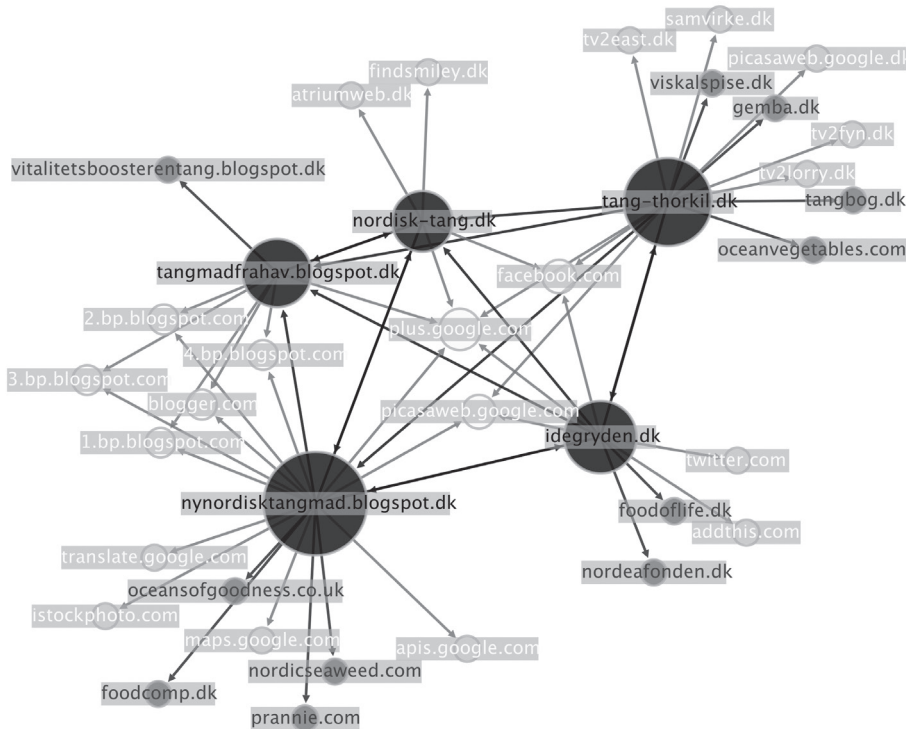 samvirke.dk
tv2east.dk
picasaweb.google.dk
findsmiley.dk
viskalspise.dk
atriumweb.dk
gemba.dk
tv2fyn.dk
vitalitetsboosterentang.blogspot.dk
tv2lorry.dk
tang-thorkil.dk
tangbog.dk
nordisk-tang.dk
oceanvegetables.com
tangmadfrahav.blogspot.dk
facebook.com
2.bp.blogspot.com
plus.google.com
4.bp.blogspot.com
3.bp.blogspot.com
blogger.com
picasaweb.google.com
1.bp.blogspot.com
idegryden.dk
twitter.com
nynordisktangmad.blogspot.dk
foodoflife.dk
addthis.com
translate.google.com
nordeafonden.dk
oceansofgoodness.co.uk
istockphoto.com
maps.google.com
apis.google.com
nordicseaweed.com
foodcomp.dk
prannie.com